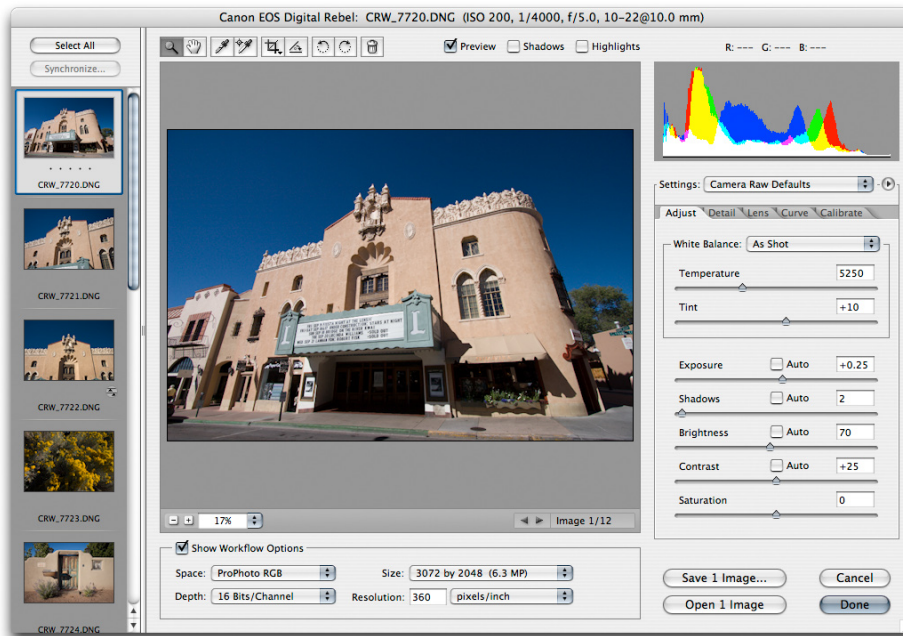 Canon EOS Digital Rebel: CRW_7720.DNG (ISO 200, 1/4000, f/5.0, 10-22@10.0 mm)
Select All
Synchronize...
Preview Shadows Highlights
R: --- G: --- B: ---
CRW_7720.DNG
CRW_7721.DNG
CRW_7722.DNG
CRW_7723.DNG
CRW_7724.DNG
L L
17%
Image 1/12
Show Workflow Options
Space: ProPhoto RGB
Size: 3072 by 2048 (6.3 MP)
Depth: 16 Bits/Channel
Resolution: 360 pixels/inch
Settings: Camera Raw Defaults
Adjust Detail Lens Curve Calibrate
White Balance: As Shot
Temperature 5250
Tint +10
Exposure Auto +0.25
Shadows Auto 2
Brightness Auto 70
Contrast Auto +25
Saturation 0
Save 1 Image... Cancel
Open 1 Image Done